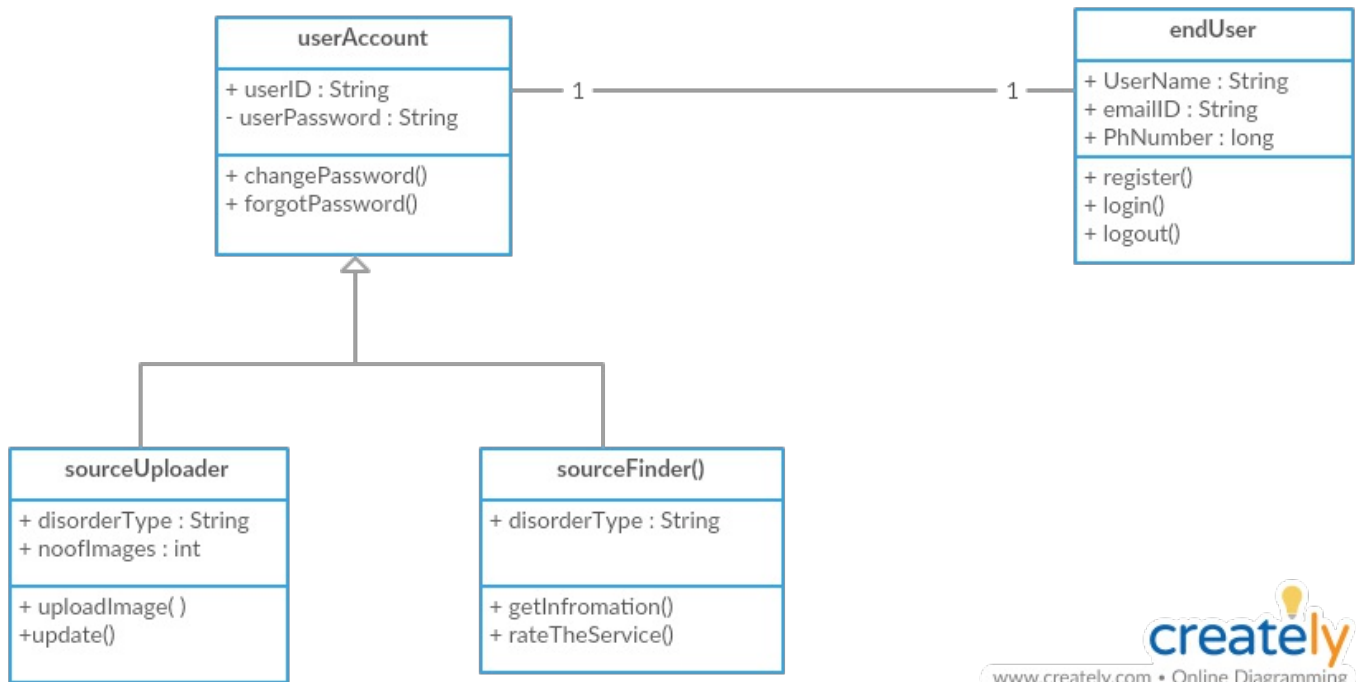 userAccount
+ userID : String
- userPassword : String
+ changePassword()
+ forgotPassword()
1
1
endUser
+ UserName : String
+ emailID : String
+ PhNumber : long
+ register()
+ login()
+ logout()
sourceUploader
+ disorderType : String
+ noofImages : int
+ uploadImage( )
+update()
sourceFinder()
+ disorderType : String
+ getInfromation()
+ rateTheService()
creately
www.creately.com • Online Diagramming